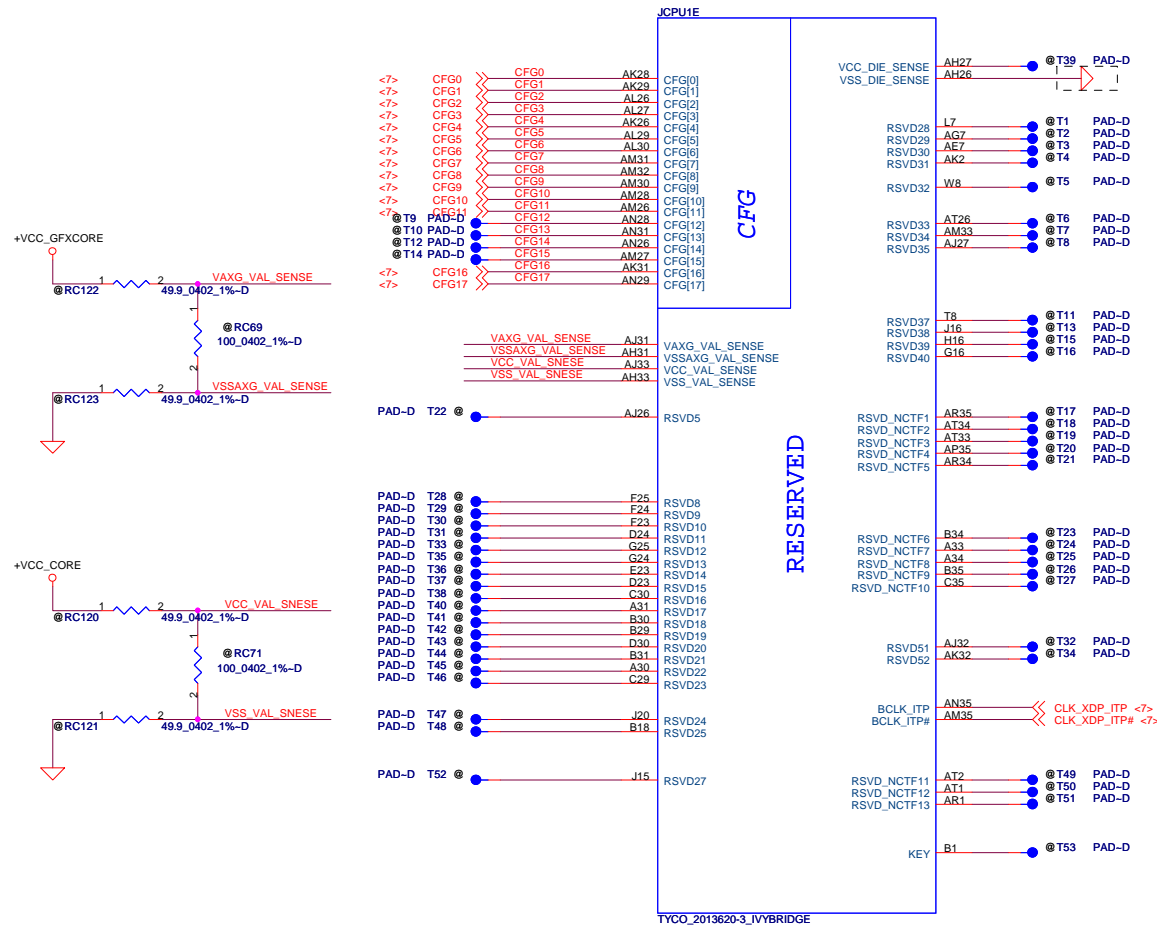 JCPU1E
<7> CFG0 CFG0 AK28 CFG[0]
<7> CFG1 CFG1 AK29 CFG[1]
<7> CFG2 CFG2 AL26 CFG[2]
<7> CFG3 CFG3 AL27 CFG[3]
<7> CFG4 CFG4 AK26 CFG[4]
<7> CFG5 CFG5 AL29 CFG[5]
<7> CFG6 CFG6 AL30 CFG[6]
<7> CFG7 CFG7 AM31 CFG[7]
<7> CFG8 CFG8 AM32 CFG[8]
<7> CFG9 CFG9 AM30 CFG[9]
<7> CFG10 CFG10 AM28 CFG[10]
<7> CFG11 CFG11 AM26 CFG[11]
@T9 PAD~D CFG12 AN28 CFG[12]
@T10 PAD~D CFG13 AN31 CFG[13]
@T12 PAD~D CFG14 AN26 CFG[14]
@T14 PAD~D CFG15 AM27 CFG[15]
<7> CFG16 CFG16 AK31 CFG[16]
<7> CFG17 CFG17 AN29 CFG[17]
CFG
VAXG_VAL_SENSE AJ31 VAXG_VAL_SENSE
VSSAXG_VAL_SENSE AH31 VSSAXG_VAL_SENSE
VCC_VAL_SNESE AJ33 VCC_VAL_SENSE
VSS_VAL_SNESE AH33 VSS_VAL_SENSE
PAD~D T22 @ AJ26 RSVD5
PAD~D T28 @ F25 RSVD8
PAD~D T29 @ F24 RSVD9
PAD~D T30 @ F23 RSVD10
PAD~D T31 @ D24 RSVD11
PAD~D T33 @ G25 RSVD12
PAD~D T35 @ G24 RSVD13
PAD~D T36 @ E23 RSVD14
PAD~D T37 @ D23 RSVD15
PAD~D T38 @ C30 RSVD16
PAD~D T40 @ A31 RSVD17
PAD~D T41 @ B30 RSVD18
PAD~D T42 @ B29 RSVD19
PAD~D T43 @ D30 RSVD20
PAD~D T44 @ B31 RSVD21
PAD~D T45 @ A30 RSVD22
PAD~D T46 @ C29 RSVD23
PAD~D T47 @ J20 RSVD24
PAD~D T48 @ B18 RSVD25
PAD~D T52 @ J15 RSVD27
RESERVED
VCC_DIE_SENSE AH27 @T39 PAD~D
VSS_DIE_SENSE AH26
RSVD28 L7 @T1 PAD~D
RSVD29 AG7 @T2 PAD~D
RSVD30 AE7 @T3 PAD~D
RSVD31 AK2 @T4 PAD~D
RSVD32 W8 @T5 PAD~D
RSVD33 AT26 @T6 PAD~D
RSVD34 AM33 @T7 PAD~D
RSVD35 AJ27 @T8 PAD~D
RSVD37 T8 @T11 PAD~D
RSVD38 J16 @T13 PAD~D
RSVD39 H16 @T15 PAD~D
RSVD40 G16 @T16 PAD~D
RSVD_NCTF1 AR35 @T17 PAD~D
RSVD_NCTF2 AT34 @T18 PAD~D
RSVD_NCTF3 AT33 @T19 PAD~D
RSVD_NCTF4 AP35 @T20 PAD~D
RSVD_NCTF5 AR34 @T21 PAD~D
RSVD_NCTF6 B34 @T23 PAD~D
RSVD_NCTF7 A33 @T24 PAD~D
RSVD_NCTF8 A34 @T25 PAD~D
RSVD_NCTF9 B35 @T26 PAD~D
RSVD_NCTF10 C35 @T27 PAD~D
RSVD51 AJ32 @T32 PAD~D
RSVD52 AK32 @T34 PAD~D
BCLK_ITP AN35 CLK_XDP_ITP <7>
BCLK_ITP# AM35 CLK_XDP_ITP# <7>
RSVD_NCTF11 AT2 @T49 PAD~D
RSVD_NCTF12 AT1 @T50 PAD~D
RSVD_NCTF13 AR1 @T51 PAD~D
KEY B1 @T53 PAD~D
TYCO_2013620-3_IVYBRIDGE
+VCC_GFXCORE
1 2 VAXG_VAL_SENSE
@RC122 49.9_0402_1%~D
1
@RC69
100_0402_1%~D
2
1 2 VSSAXG_VAL_SENSE
@RC123 49.9_0402_1%~D
+VCC_CORE
1 2 VCC_VAL_SNESE
@RC120 49.9_0402_1%~D
1
@RC71
100_0402_1%~D
2
1 2 VSS_VAL_SNESE
@RC121 49.9_0402_1%~D